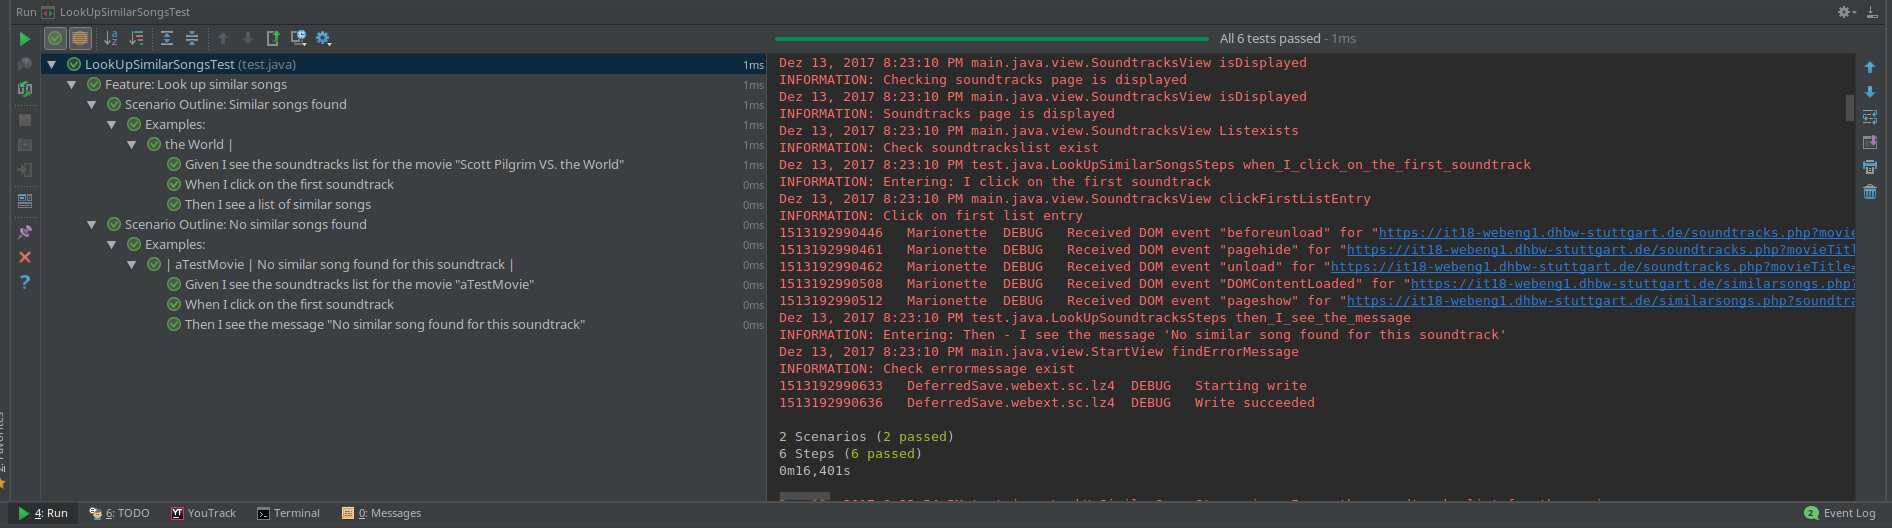 Run LookUpSimilarSongsTest
All 6 tests passed - 1ms
LookUpSimilarSongsTest (test.java) 1ms
Feature: Look up similar songs 1ms
Scenario Outline: Similar songs found 1ms
Examples: 1ms
the World | 1ms
Given I see the soundtracks list for the movie "Scott Pilgrim VS. the World" 1ms
When I click on the first soundtrack 0ms
Then I see a list of similar songs 0ms
Scenario Outline: No similar songs found 0ms
Examples: 0ms
| aTestMovie | No similar song found for this soundtrack | 0ms
Given I see the soundtracks list for the movie "aTestMovie" 0ms
When I click on the first soundtrack 0ms
Then I see the message "No similar song found for this soundtrack" 0ms
Dez 13, 2017 8:23:10 PM main.java.view.SoundtracksView isDisplayed
INFORMATION: Checking soundtracks page is displayed
Dez 13, 2017 8:23:10 PM main.java.view.SoundtracksView isDisplayed
INFORMATION: Soundtracks page is displayed
Dez 13, 2017 8:23:10 PM main.java.view.SoundtracksView Listexists
INFORMATION: Check soundtrackslist exist
Dez 13, 2017 8:23:10 PM test.java.LookUpSimilarSongsSteps when_I_click_on_the_first_soundtrack
INFORMATION: Entering: I click on the first soundtrack
Dez 13, 2017 8:23:10 PM main.java.view.SoundtracksView clickFirstListEntry
INFORMATION: Click on first list entry
1513192990446 Marionette DEBUG Received DOM event "beforeunload" for "https://it18-webeng1.dhbw-stuttgart.de/soundtracks.php?movie
1513192990461 Marionette DEBUG Received DOM event "pagehide" for "https://it18-webeng1.dhbw-stuttgart.de/soundtracks.php?movieTitl
1513192990462 Marionette DEBUG Received DOM event "unload" for "https://it18-webeng1.dhbw-stuttgart.de/soundtracks.php?movieTitle=
1513192990508 Marionette DEBUG Received DOM event "DOMContentLoaded" for "https://it18-webeng1.dhbw-stuttgart.de/similarsongs.php?
1513192990512 Marionette DEBUG Received DOM event "pageshow" for "https://it18-webeng1.dhbw-stuttgart.de/similarsongs.php?soundtra
Dez 13, 2017 8:23:10 PM test.java.LookUpSoundtracksSteps then_I_see_the_message
INFORMATION: Entering: Then - I see the message 'No similar song found for this soundtrack'
Dez 13, 2017 8:23:10 PM main.java.view.StartView findErrorMessage
INFORMATION: Check errormessage exist
1513192990633 DeferredSave.webext.sc.lz4 DEBUG Starting write
1513192990636 DeferredSave.webext.sc.lz4 DEBUG Write succeeded
2 Scenarios (2 passed)
6 Steps (6 passed)
0m16,401s
4: Run 6: TODO YouTrack Terminal 0: Messages 2 Event Log